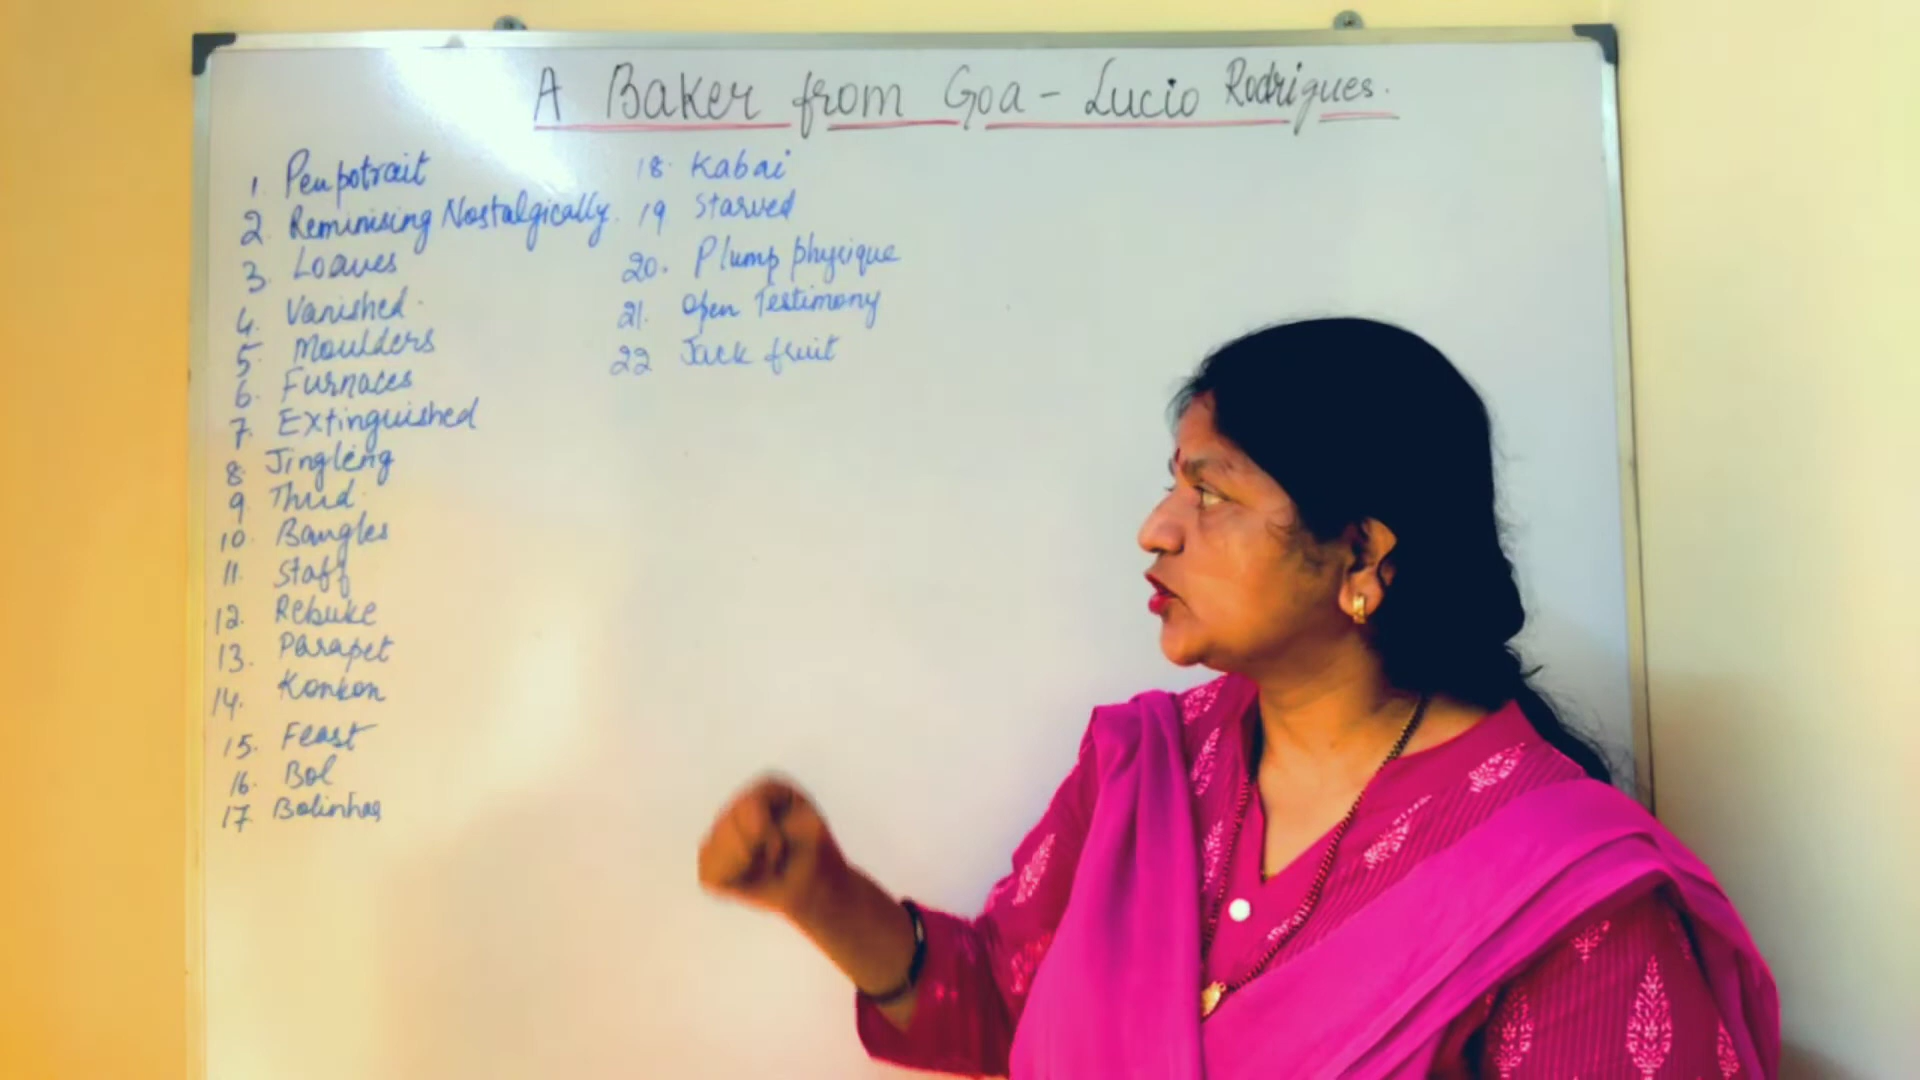 A Baker from Goa - Lucio Rodrigues.
1. Penpotrait
2. Reminising Nostalgically.
3. Loaves
4. Vanished.
5. Moulders
6. Furnaces
7. Extinguished
8. Jingleng
9. Thud.
10. Bangles
11. Staff
12. Rebuke
13. Parapet
14. Konkon
15. Feast
16. Bol
17. Bolinhas
18. Kabai
19 Starved
20. Plump physique
21. Open Testimony
22 Jack fruit